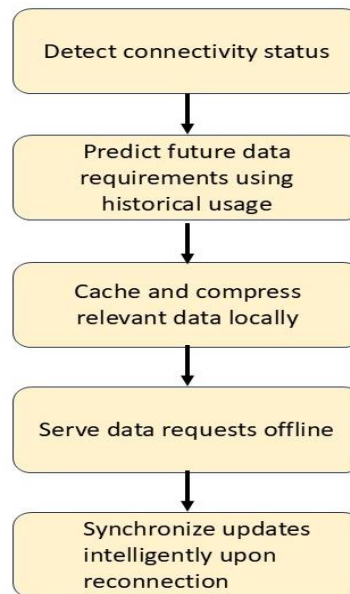 Detect connectivity status
Predict future data
requirements using
historical usage
Cache and compress
relevant data locally
Serve data requests offline
Synchronize updates
intelligently upon
reconnection